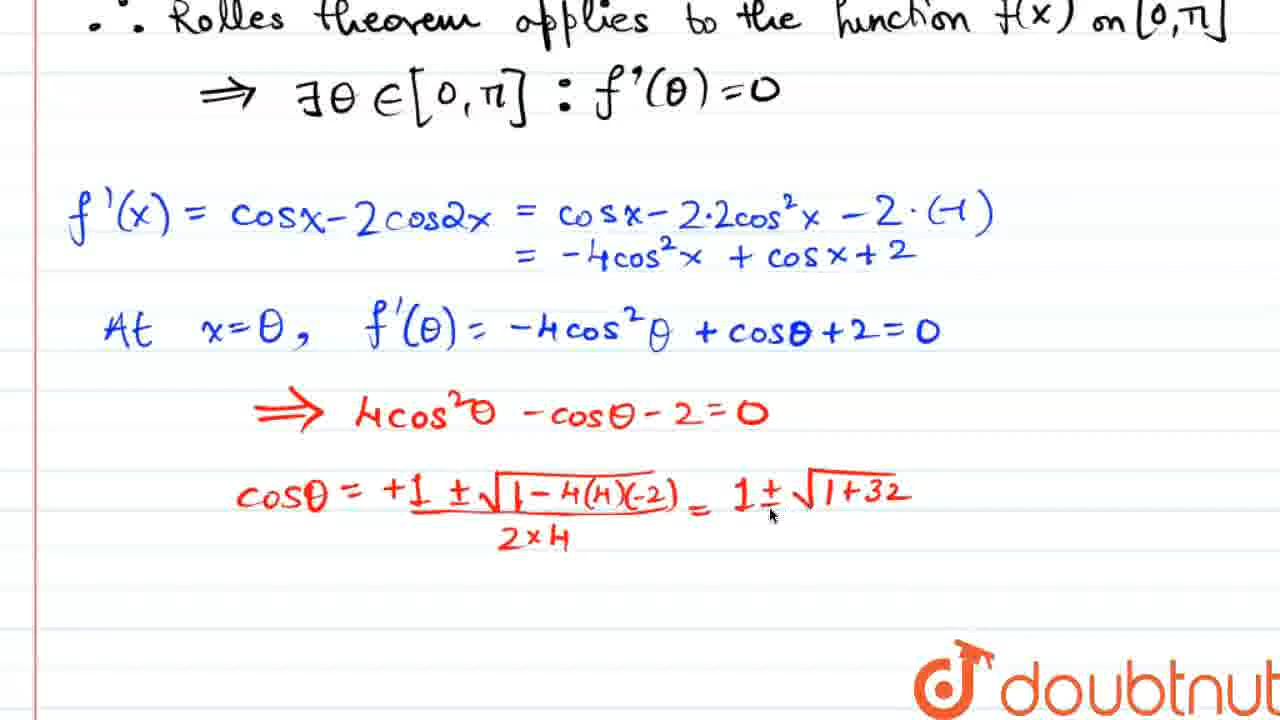 ∴ Rolles theorem applies to the function f(x) on [0,π]
⇒ ∃θ ∈ [0,π] : f'(θ)=0
f'(x) = cosx-2cos2x = cosx-2·2cos²x -2·(-1)
= -4cos²x + cosx+2
At x=θ, f'(θ)= -4cos²θ +cosθ+2=0
⇒ 4cos²θ -cosθ-2=0
cosθ= +1 ± √1-4(4)(-2) / 2×4 = 1± √1+32
doubtnut